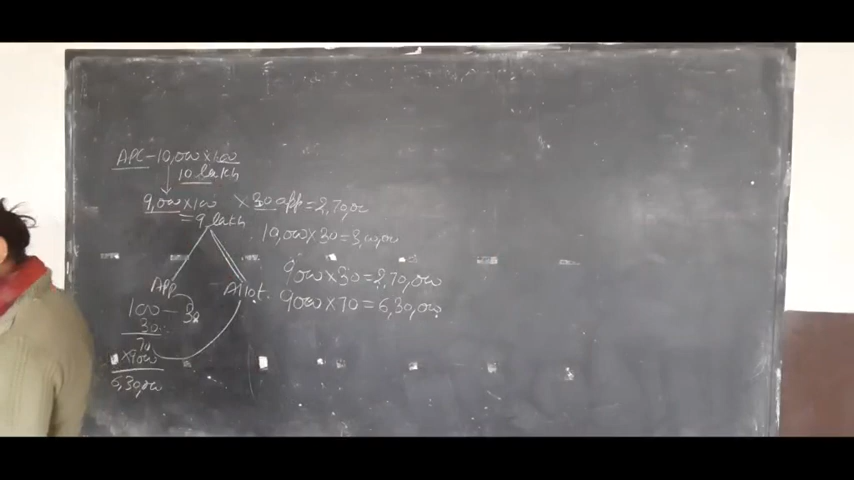 APC - 10,000 × 100
10 lakh
9,000 × 100 × 30 app = 2,70,00
= 9 lakh
10,000 × 30 = 3,00,000
App
Allot.
9000 × 30 = 2,70,000
9000 × 70 = 6,30,000
100 - 30
30
70
× 9000
6,30,000